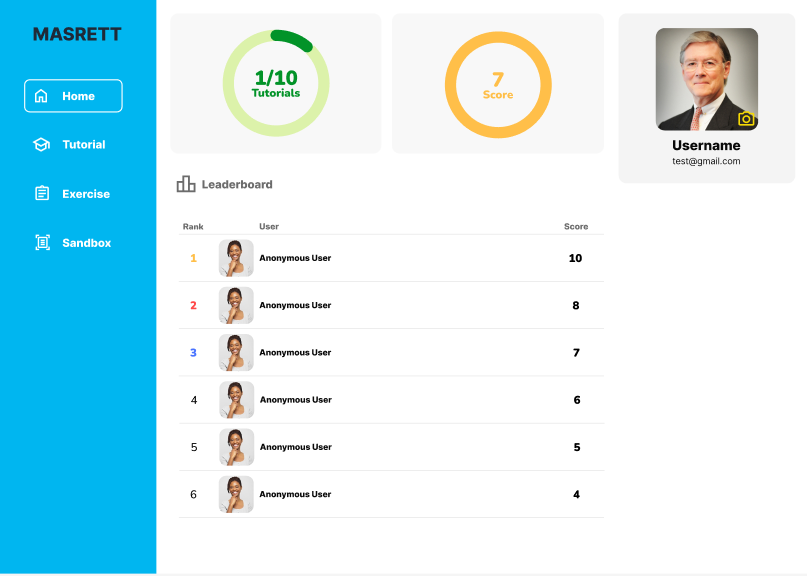 MASRETT
Home
Tutorial
Exercise
Sandbox
1/10
Tutorials
7
Score
Username
test@gmail.com
Leaderboard
Rank User Score
1 Anonymous User 10
2 Anonymous User 8
3 Anonymous User 7
4 Anonymous User 6
5 Anonymous User 5
6 Anonymous User 4